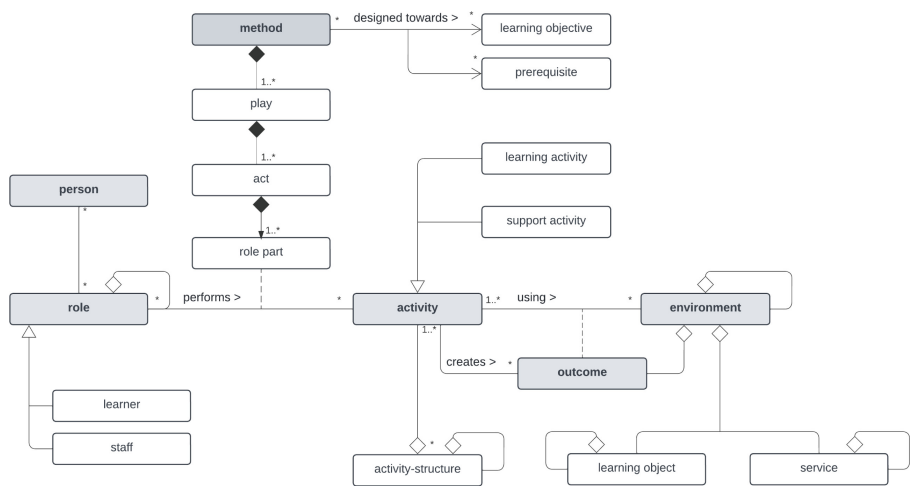 method
* designed towards > *
learning objective
*
prerequisite
1..*
play
1..*
learning activity
act
person
*
support activity
1..*
role part
*
role
* performs > *
activity
1..* using > *
environment
1..*
creates > *
outcome
learner
staff
*
activity-structure
learning object
service